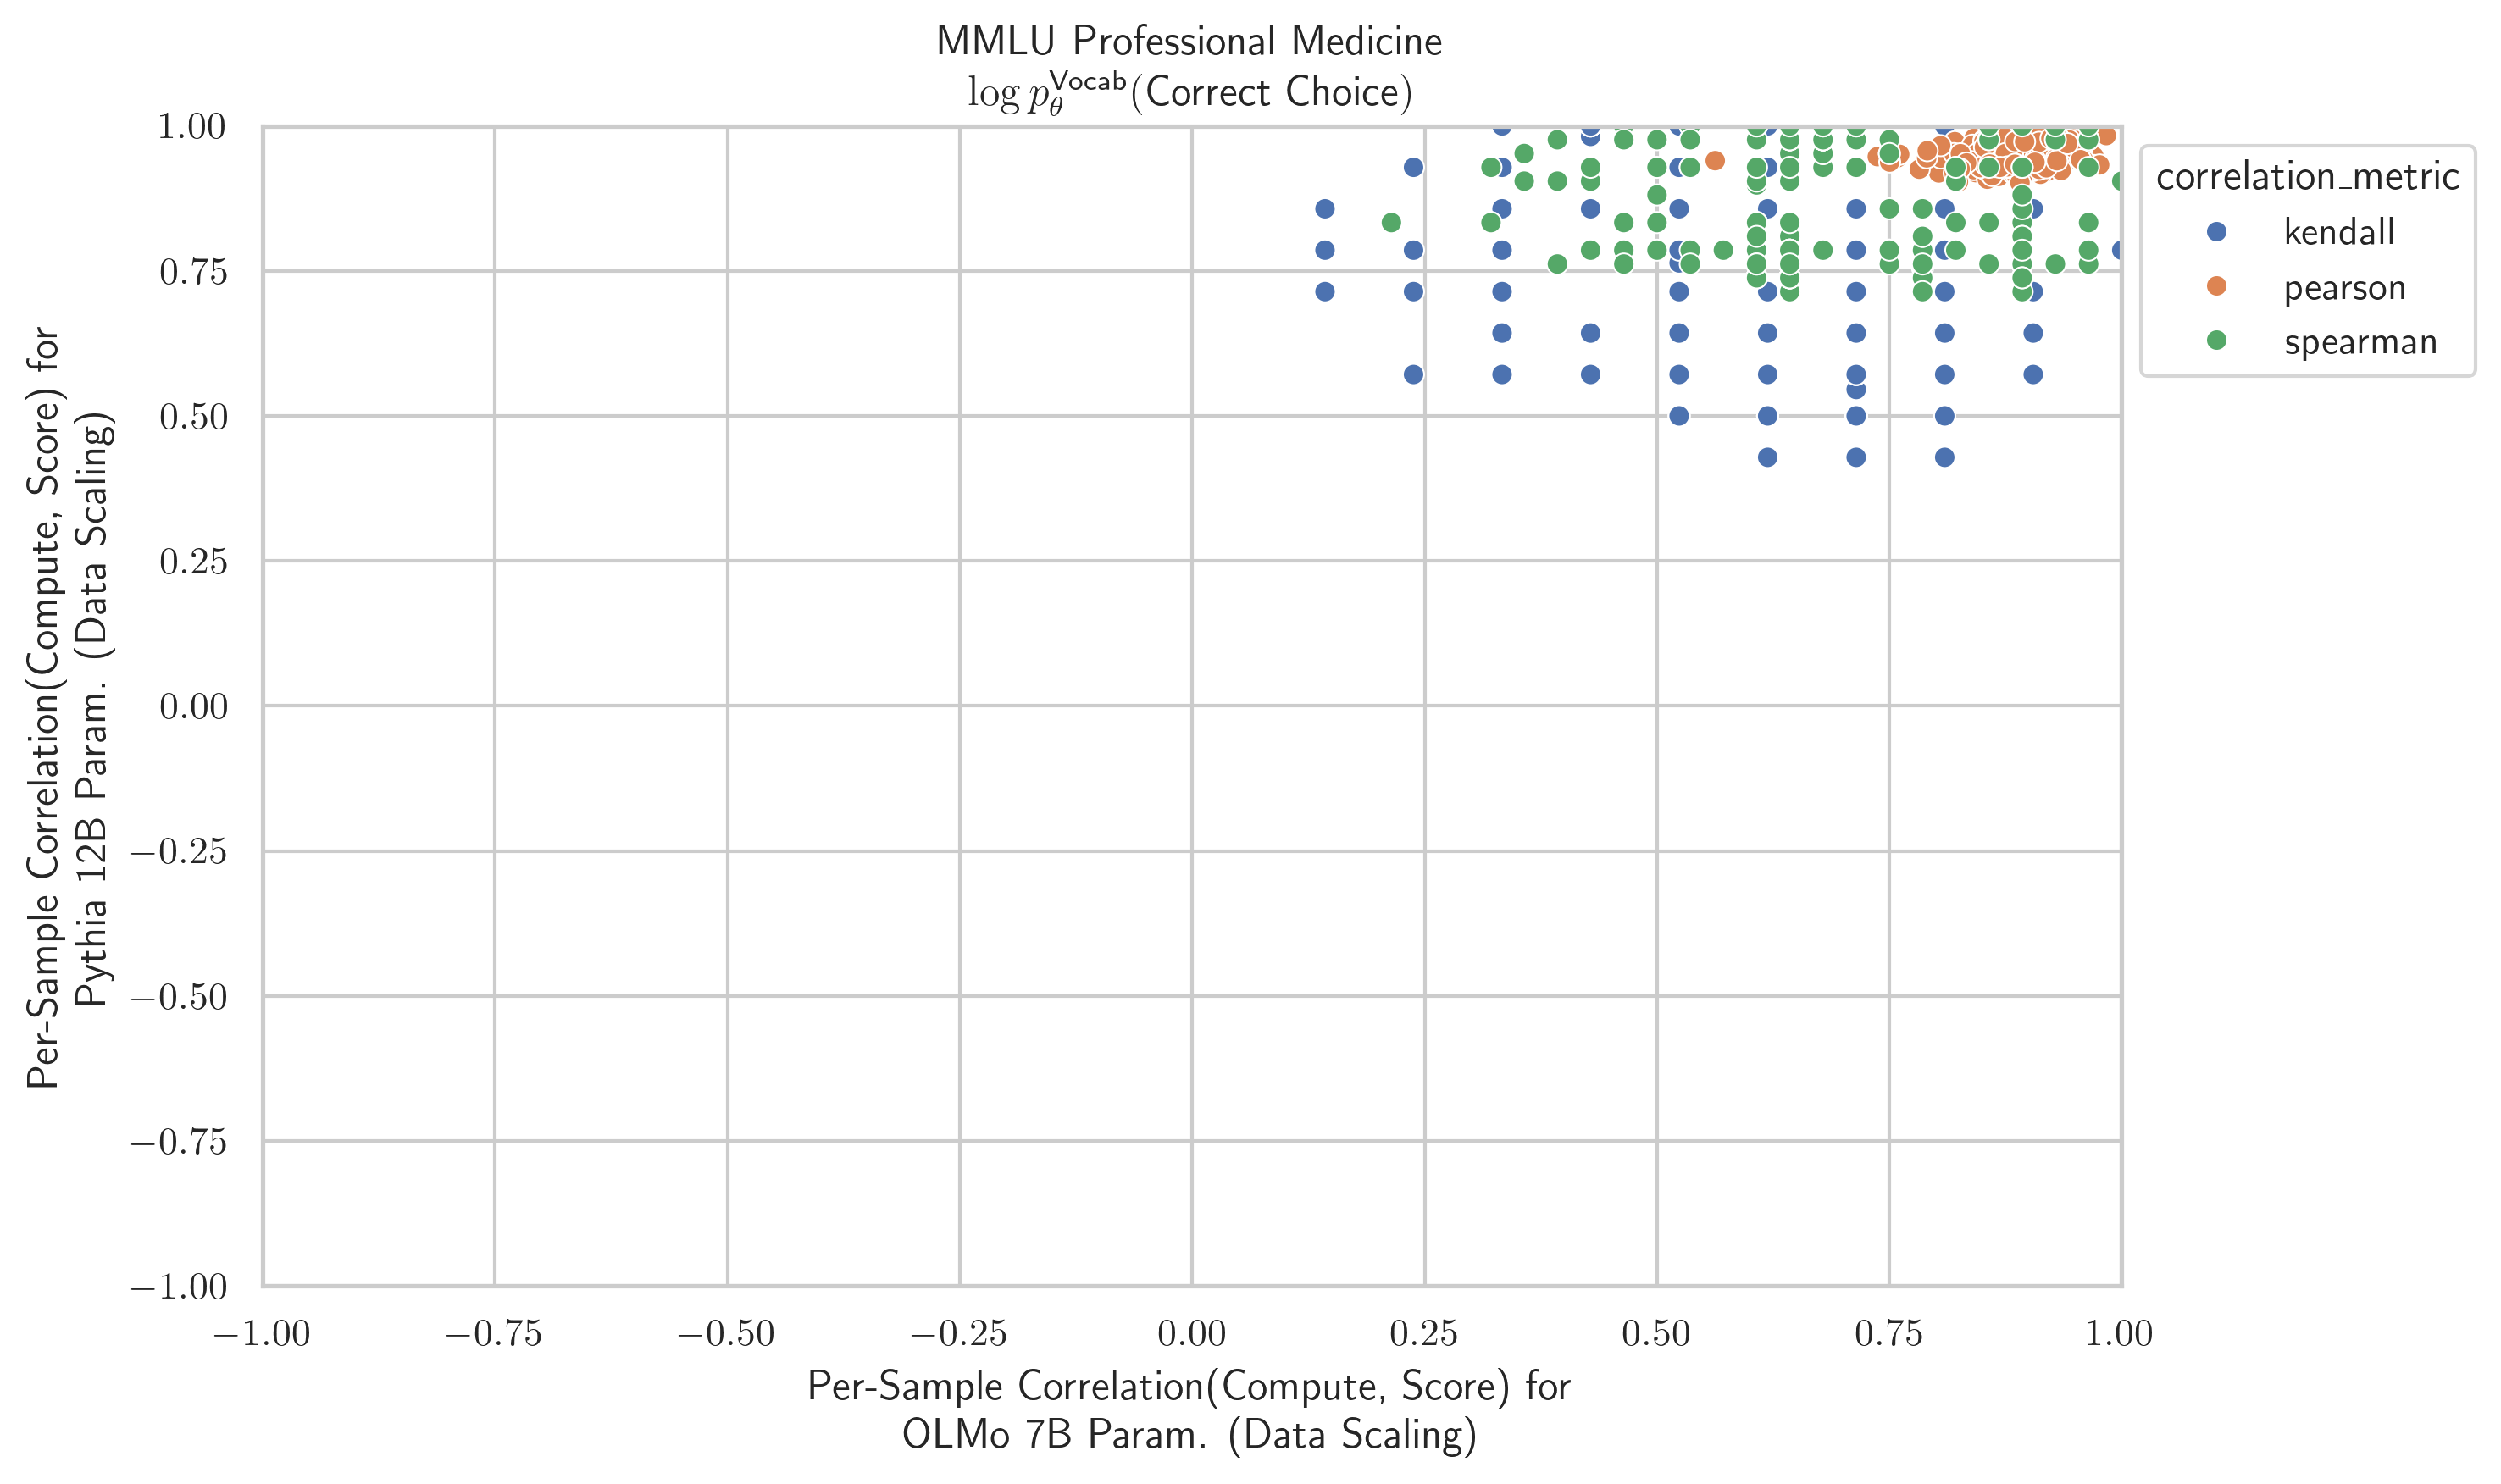 MMLU Professional Medicine
log p_θ^Vocab(Correct Choice)
1.00
0.75
0.50
0.25
0.00
−0.25
−0.50
−0.75
−1.00
Per-Sample Correlation(Compute, Score) for
Pythia 12B Param. (Data Scaling)
−1.00
−0.75
−0.50
−0.25
0.00
0.25
0.50
0.75
1.00
Per-Sample Correlation(Compute, Score) for
OLMo 7B Param. (Data Scaling)
correlation_metric
kendall
pearson
spearman